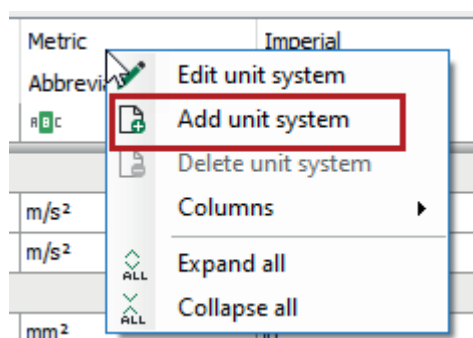 Metric Imperial
Abbrevi
ABC
Edit unit system
Add unit system
Delete unit system
m/s²
Columns
m/s²
Expand all
ALL
Collapse all
ALL
mm²